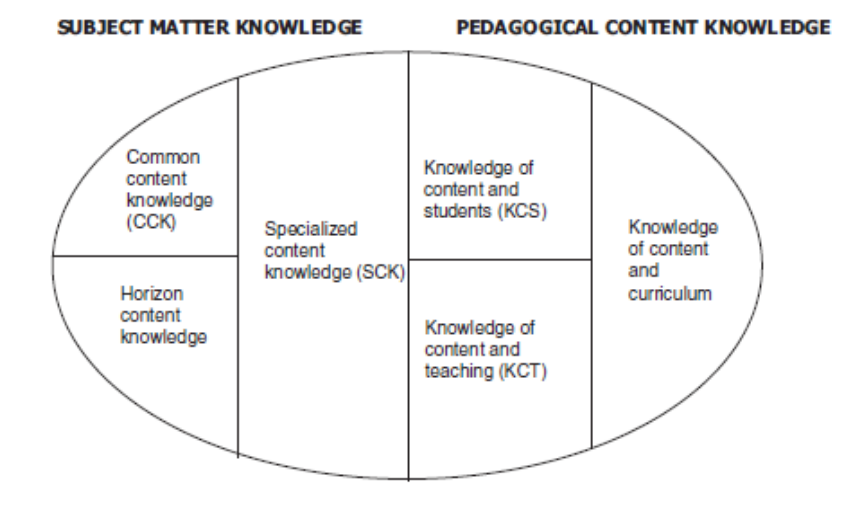 SUBJECT MATTER KNOWLEDGE
PEDAGOGICAL CONTENT KNOWLEDGE
Common
content
knowledge
(CCK)
Horizon
content
knowledge
Specialized
content
knowledge (SCK)
Knowledge of
content and
students (KCS)
Knowledge of
content and
teaching (KCT)
Knowledge
of content
and
curriculum